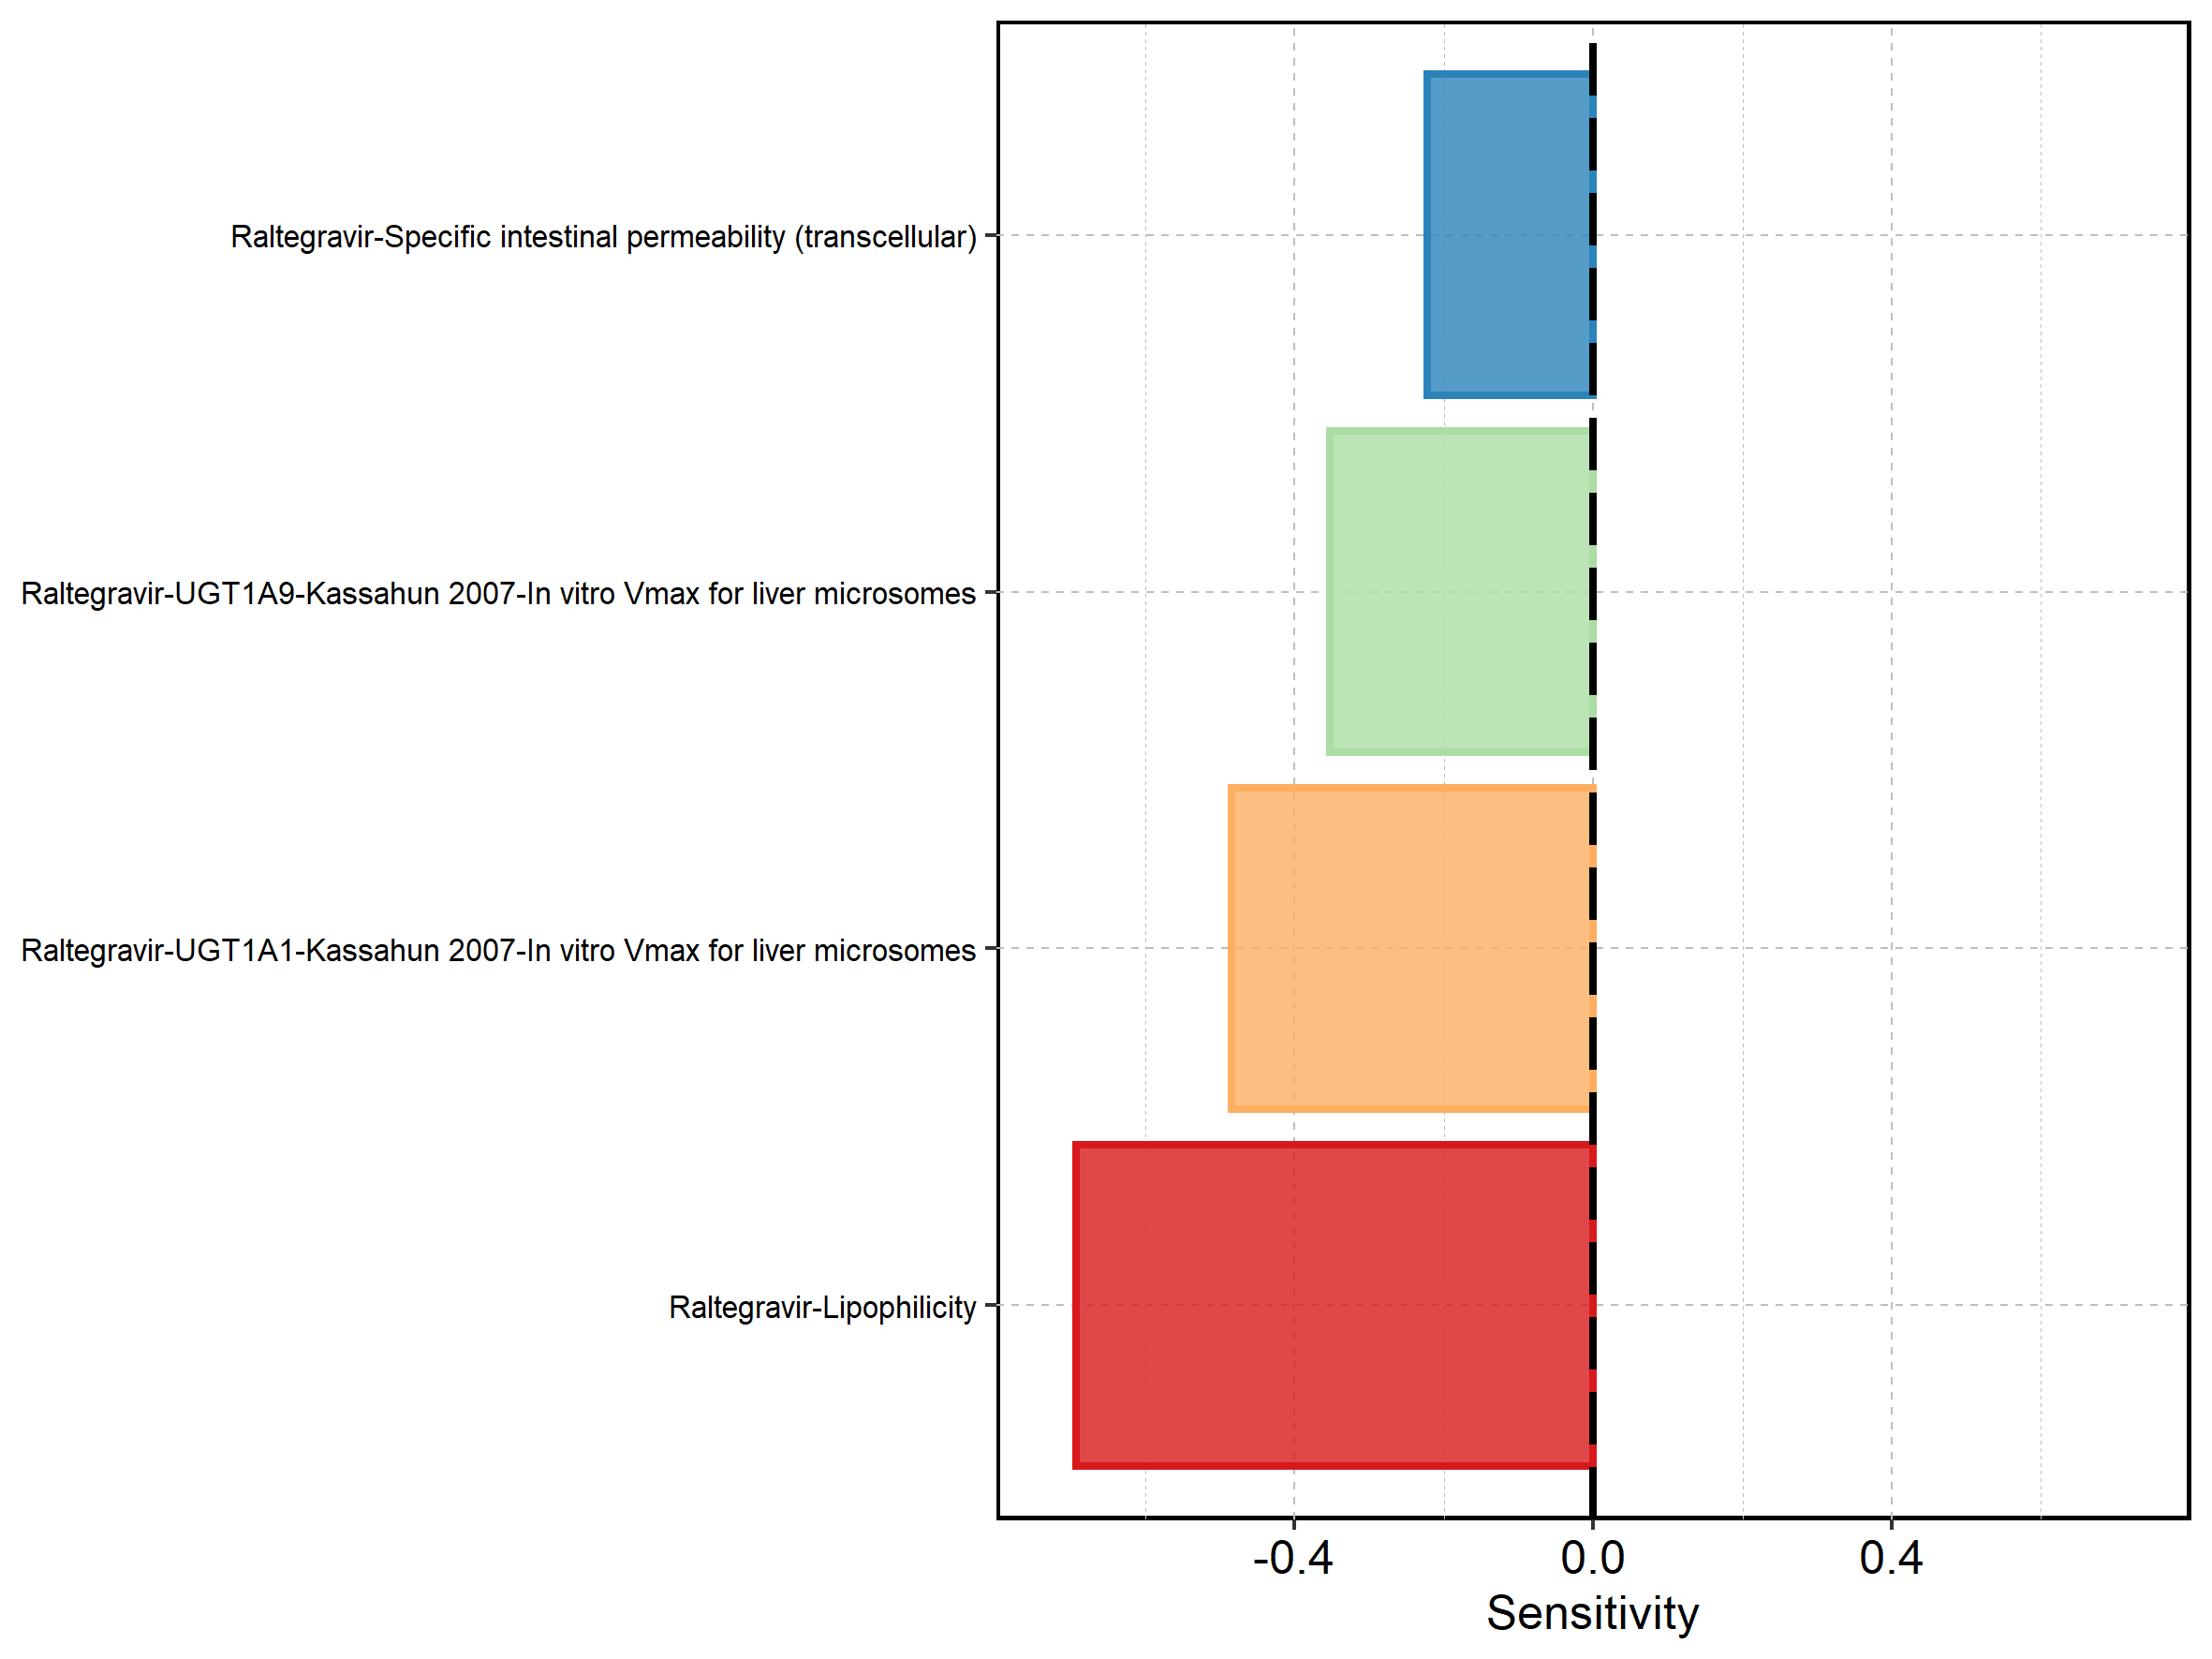 Raltegravir-Specific intestinal permeability (transcellular)
Raltegravir-UGT1A9-Kassahun 2007-In vitro Vmax for liver microsomes
Raltegravir-UGT1A1-Kassahun 2007-In vitro Vmax for liver microsomes
Raltegravir-Lipophilicity
-0.4 0.0 0.4
Sensitivity